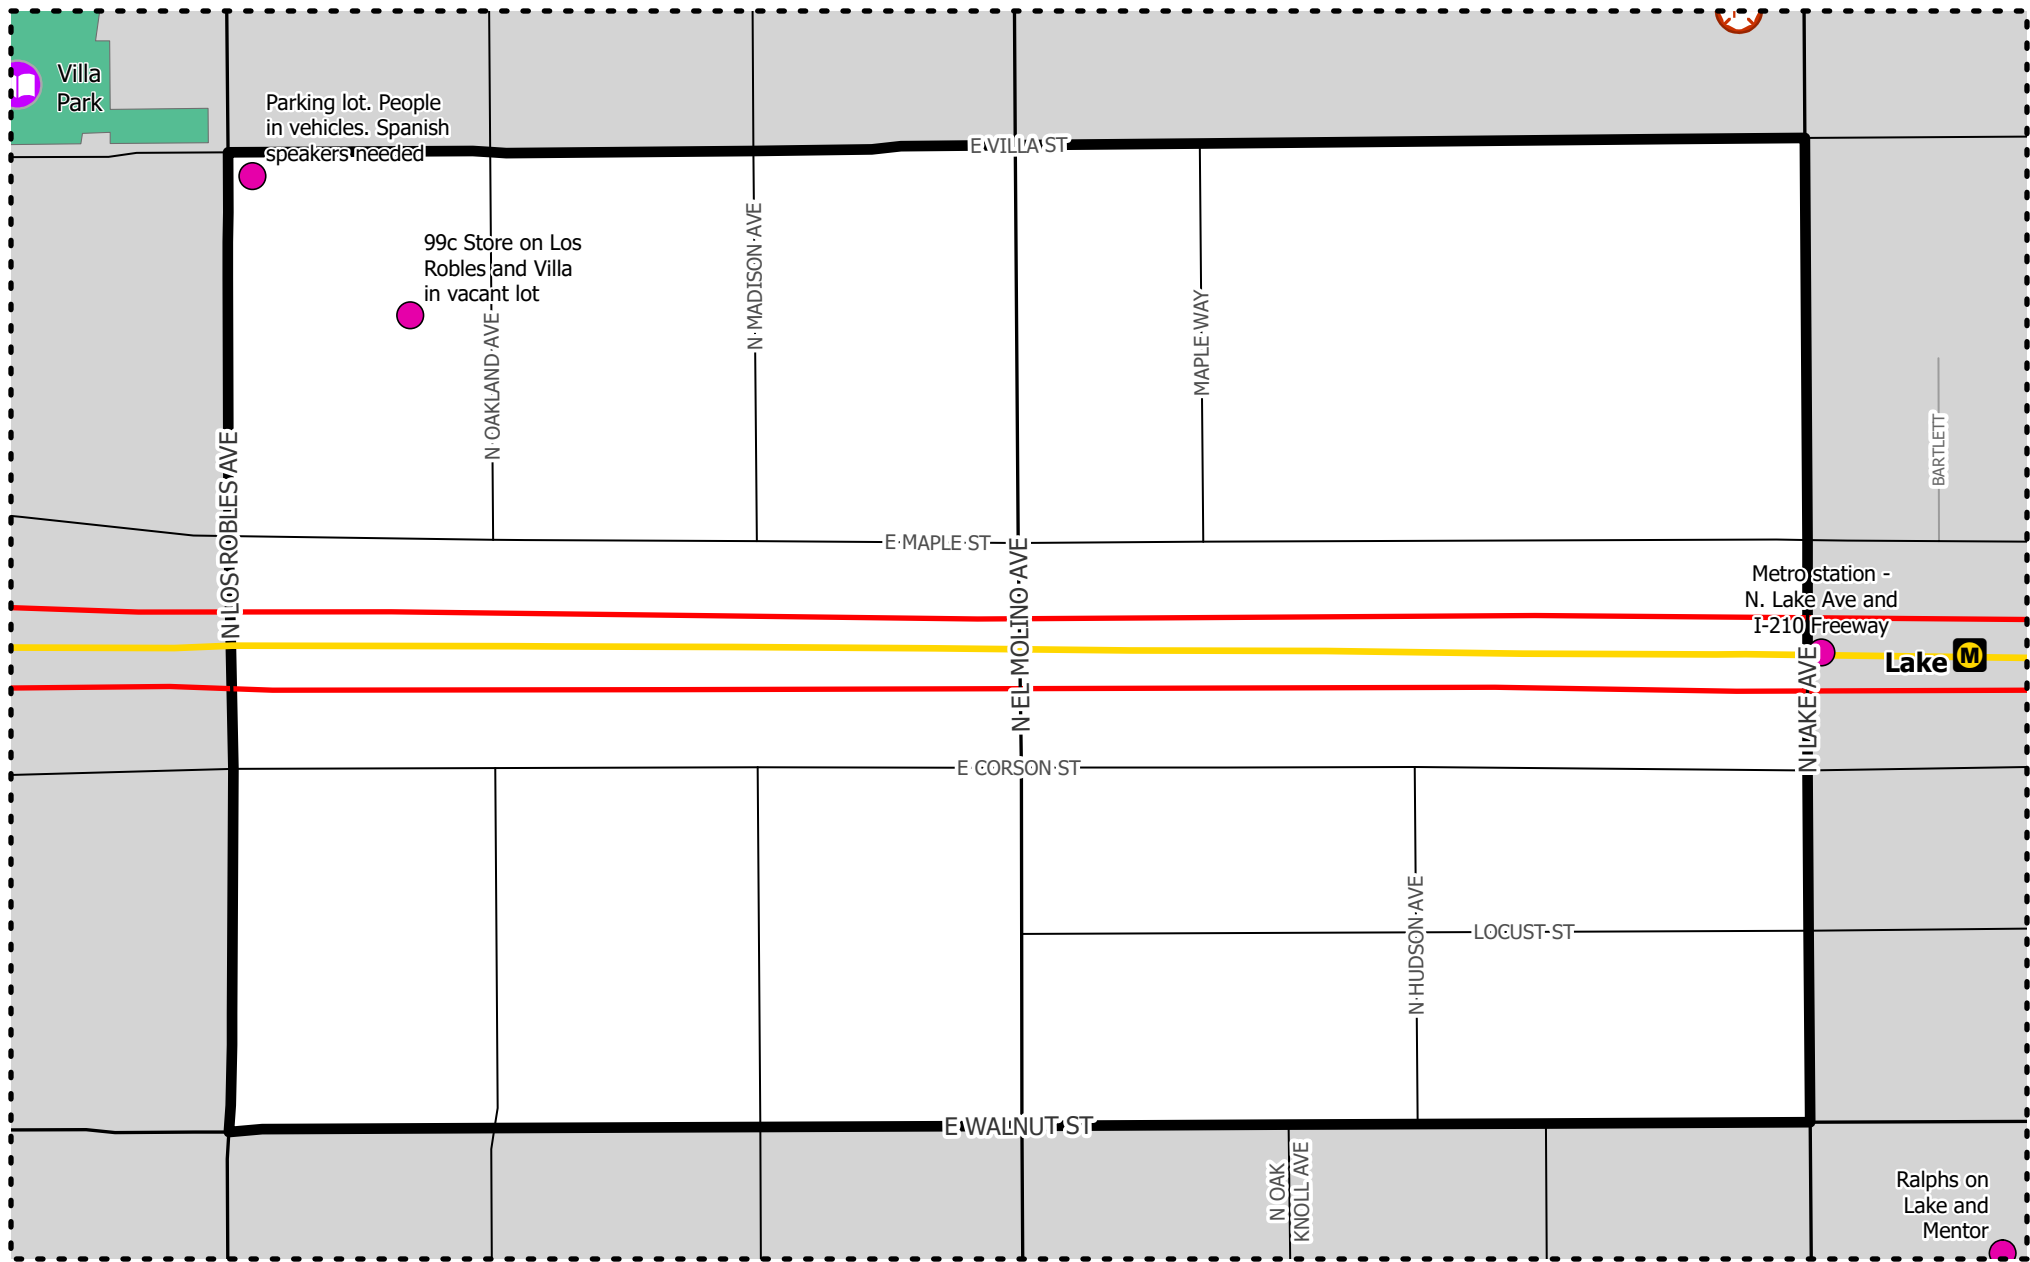 Villa
Park
Parking lot. People
in vehicles. Spanish
speakers needed
E VILLA ST
99c Store on Los
Robles and Villa
in vacant lot
N OAKLAND AVE
N MADISON AVE
MAPLE WAY
BARTLETT
N LOS ROBLES AVE
E MAPLE ST
N EL MOLINO AVE
Metro station -
N. Lake Ave and
I-210 Freeway
Lake
M
N LAKE AVE
E CORSON ST
N HUDSON AVE
LOCUST ST
E WALNUT ST
N OAK
KNOLL AVE
Ralphs on
Lake and
Mentor